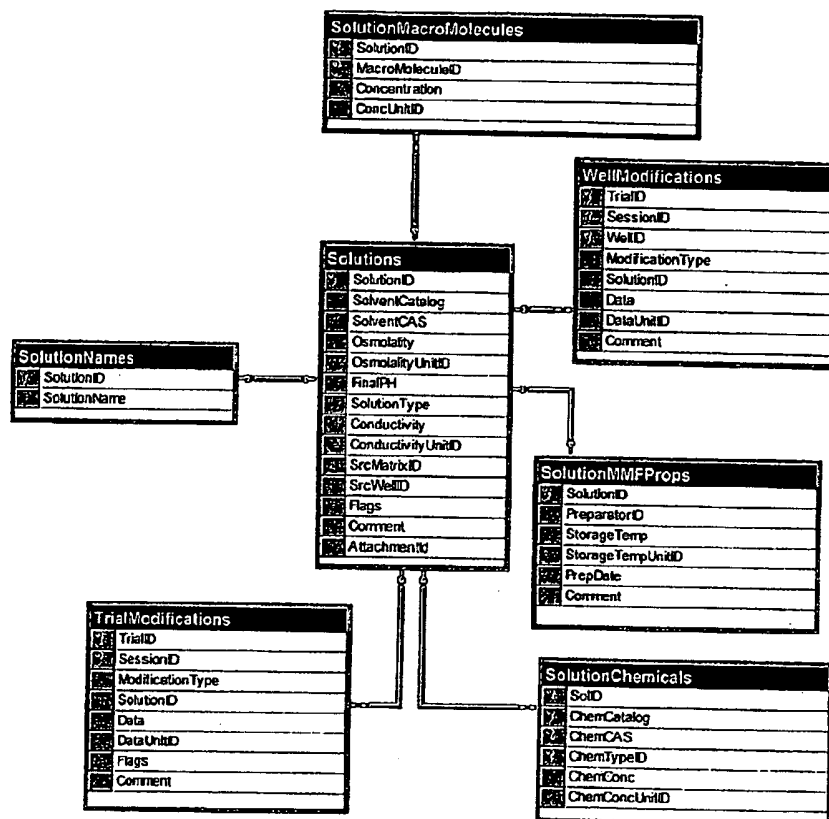 SolutionMacroMolecules
SolutionID
MacroMoleculeID
Concentration
ConcUnitID
WellModifications
TrialID
SessionID
WellID
ModificationType
SolutionID
Data
DataUnitID
Comment
Solutions
SolutionID
SolventCatalog
SolventCAS
Osmolality
OsmolalityUnitID
FinalPH
SolutionType
Conductivity
ConductivityUnitID
SrcMatrixID
SrcWellID
Flags
Comment
AttachmentId
SolutionNames
SolutionID
SolutionName
SolutionMMFProps
SolutionID
PreparatorID
StorageTemp
StorageTempUnitID
PrepDate
Comment
TrialModifications
TrialID
SessionID
ModificationType
SolutionID
Data
DataUnitID
Flags
Comment
SolutionChemicals
SolID
ChemCatalog
ChemCAS
ChemTypeID
ChemConc
ChemConcUnitID